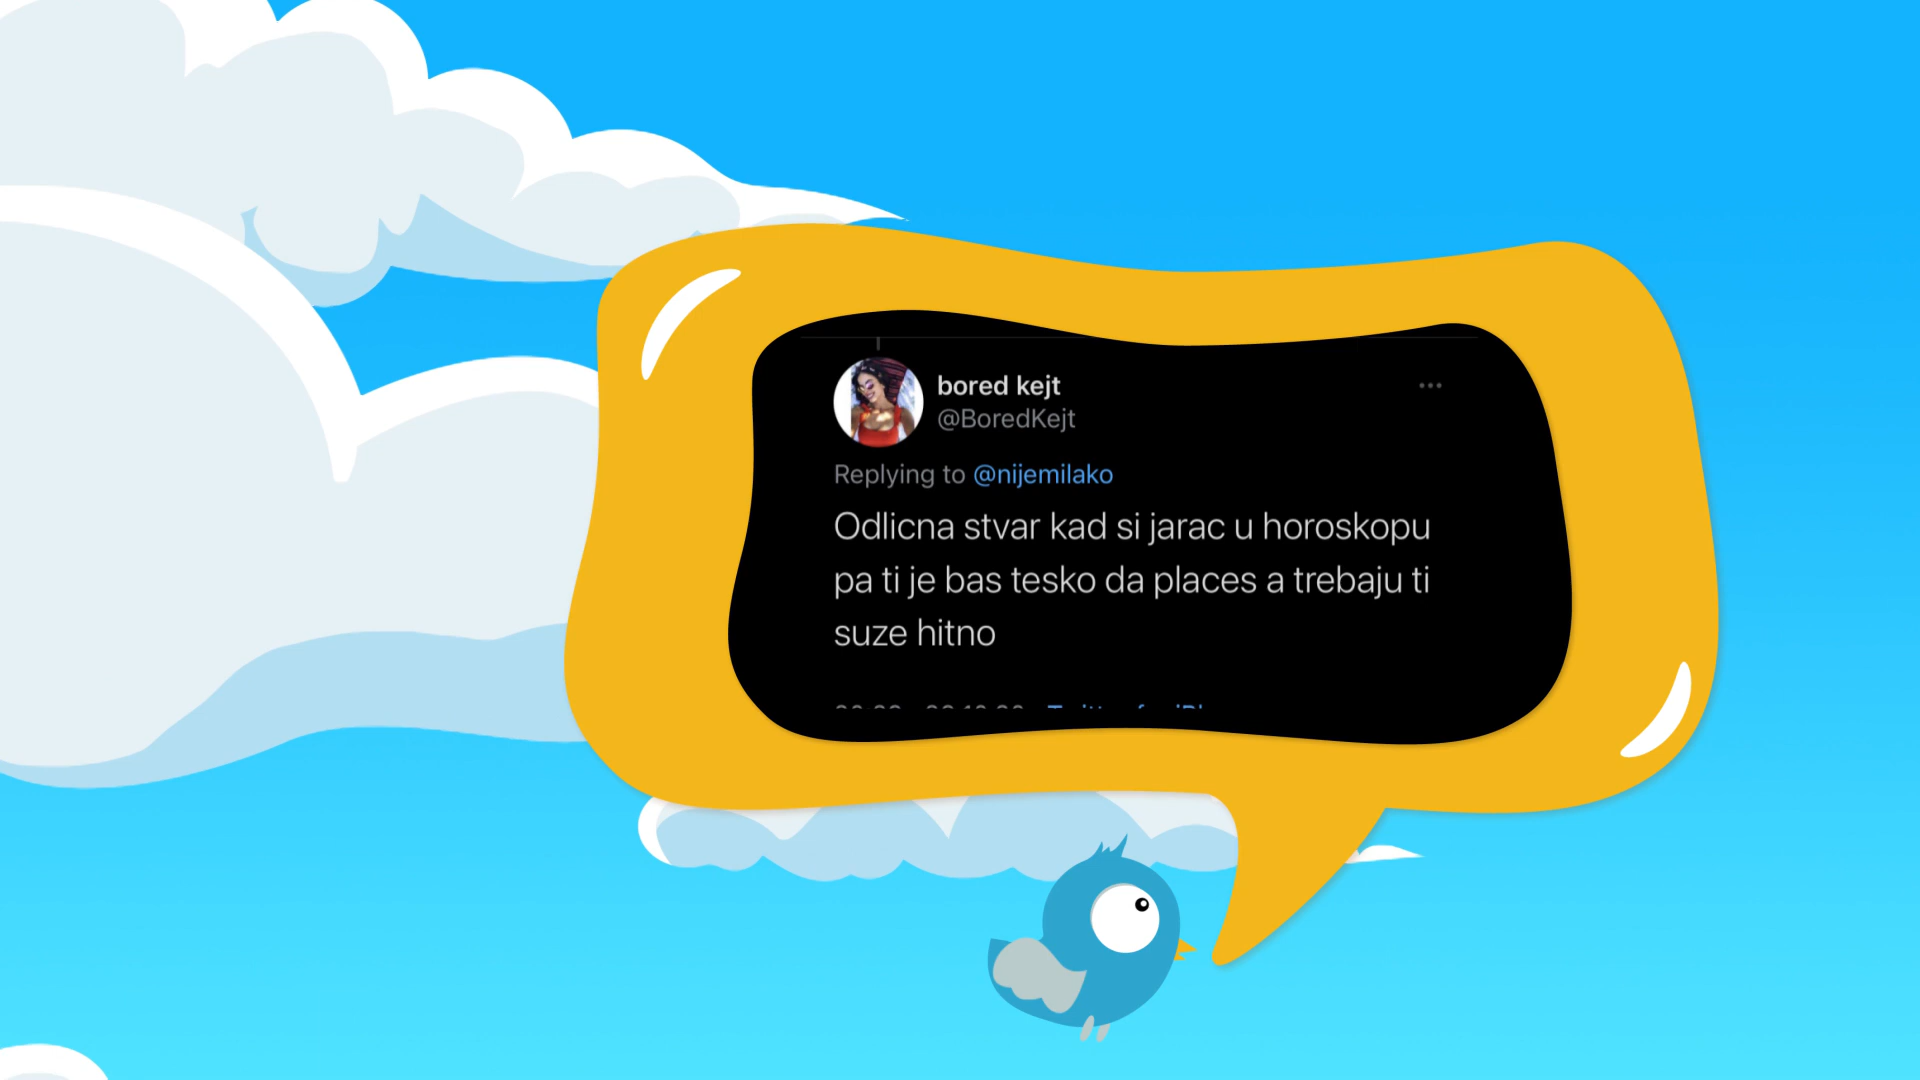 bored kejt
@BoredKejt
Replying to @nijemilako
Odlicna stvar kad si jarac u horoskopu
pa ti je bas tesko da places a trebaju ti
suze hitno